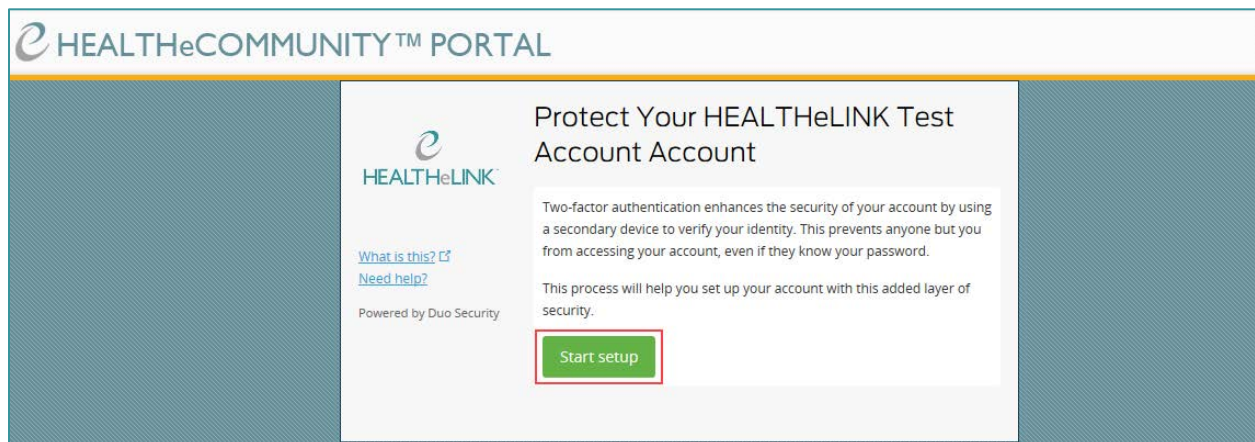 HEALTHeCOMMUNITY™ PORTAL
HEALTHeLINK
What is this?
Need help?
Powered by Duo Security
Protect Your HEALTHeLINK Test
Account Account
Two-factor authentication enhances the security of your account by using
a secondary device to verify your identity. This prevents anyone but you
from accessing your account, even if they know your password.
This process will help you set up your account with this added layer of
security.
Start setup